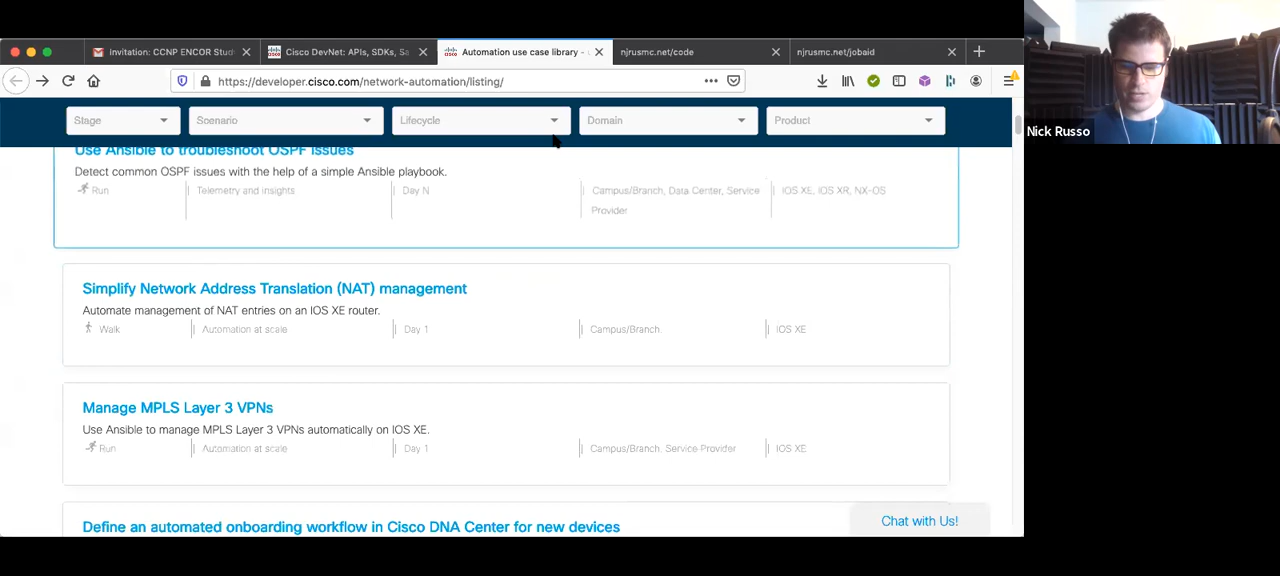 invitation: CCNP ENCOR Stud
Cisco DevNet: APIs, SDKs, Sa
Automation use case library -
njrusmc.net/code
njrusmc.net/jobaid
https://developer.cisco.com/network-automation/listing/
Stage
Scenario
Lifecycle
Domain
Product
Nick Russo
Use Ansible to troubleshoot OSPF issues
Detect common OSPF issues with the help of a simple Ansible playbook.
Run
Telemetry and insights
Day N
Campus/Branch, Data Center, Service
Provider
IOS XE, IOS XR, NX-OS
Simplify Network Address Translation (NAT) management
Automate management of NAT entries on an IOS XE router.
Walk
Automation at scale
Day 1
Campus/Branch
IOS XE
Manage MPLS Layer 3 VPNs
Use Ansible to manage MPLS Layer 3 VPNs automatically on IOS XE.
Run
Automation at scale
Day 1
Campus/Branch, Service Provider
IOS XE
Define an automated onboarding workflow in Cisco DNA Center for new devices
Chat with Us!